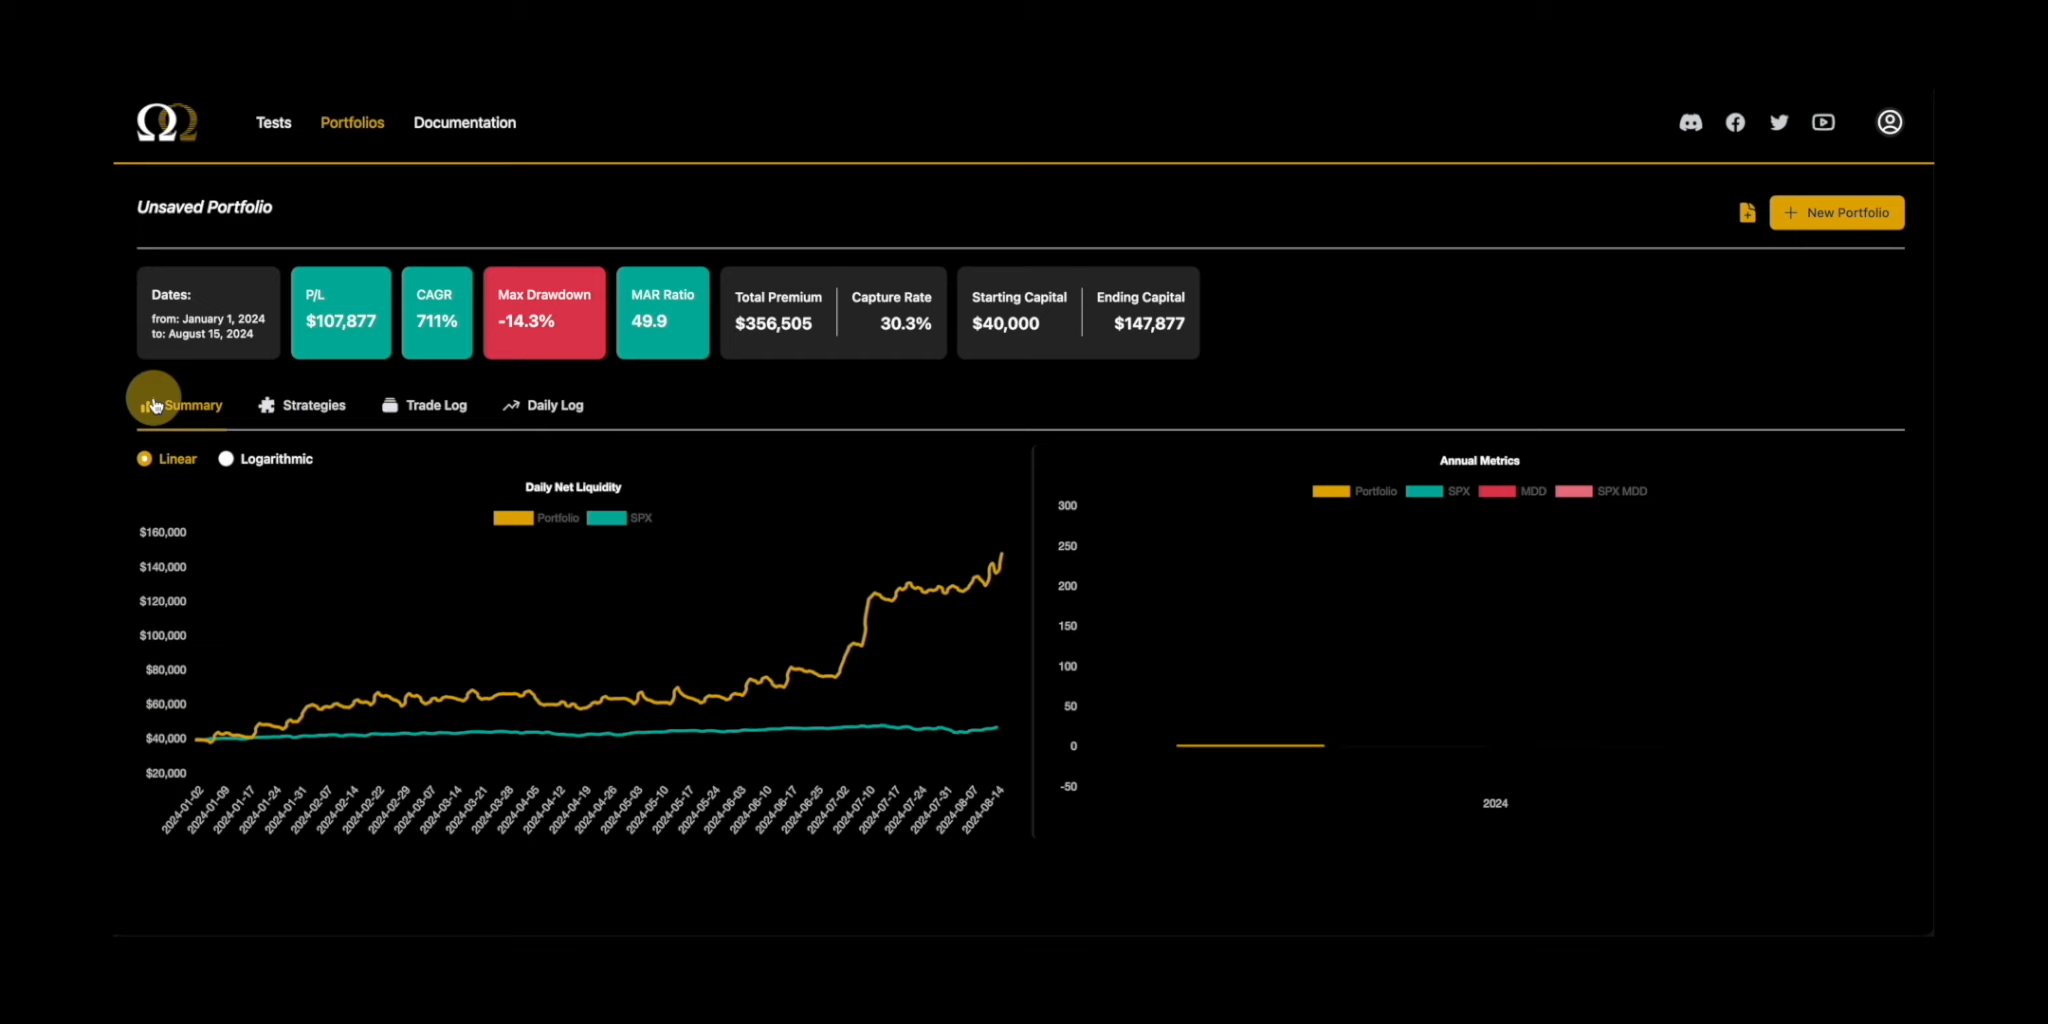 Tests Portfolios Documentation
Unsaved Portfolio
New Portfolio
Dates:
from: January 1, 2024
to: August 15, 2024
P/L
$107,877
CAGR
711%
Max Drawdown
-14.3%
MAR Ratio
49.9
Total Premium
$356,505
Capture Rate
30.3%
Starting Capital
$40,000
Ending Capital
$147,877
Summary Strategies Trade Log Daily Log
Linear Logarithmic
Daily Net Liquidity
Portfolio SPX
$160,000
$140,000
$120,000
$100,000
$80,000
$60,000
$40,000
$20,000
2024-01-02
2024-01-09
2024-01-17
2024-01-24
2024-01-31
2024-02-07
2024-02-14
2024-02-22
2024-02-29
2024-03-07
2024-03-14
2024-03-21
2024-03-28
2024-04-05
2024-04-12
2024-04-19
2024-04-26
2024-05-03
2024-05-10
2024-05-17
2024-05-24
2024-06-03
2024-06-10
2024-06-17
2024-06-25
2024-07-02
2024-07-10
2024-07-17
2024-07-24
2024-07-31
2024-08-07
2024-08-14
Annual Metrics
Portfolio SPX MDD SPX MDD
300
250
200
150
100
50
0
-50
2024